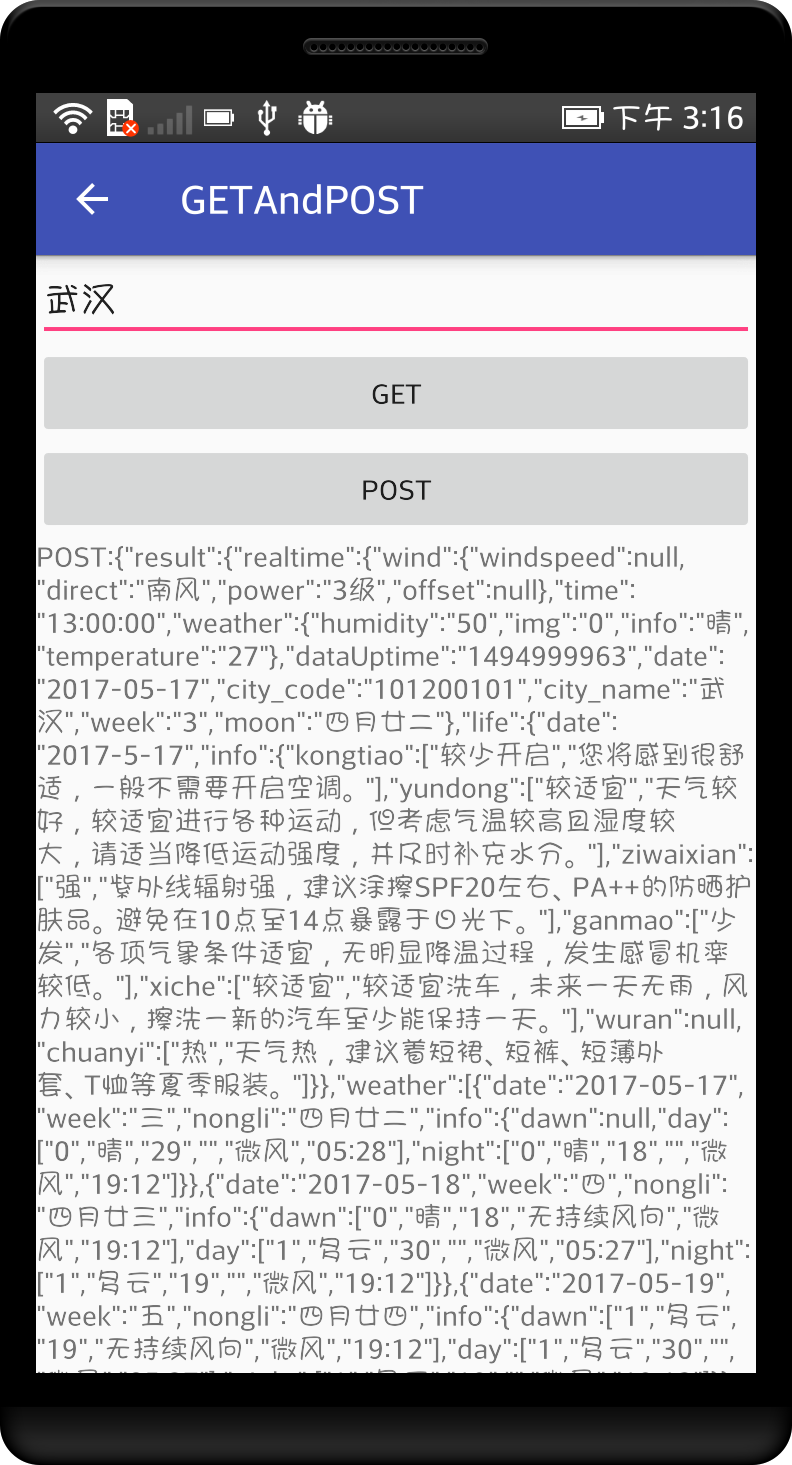 下午 3:16
GETAndPOST
武汉
GET
POST
POST:{"result":{"realtime":{"wind":{"windspeed":null,
"direct":"南风","power":"3级","offset":null},"time":
"13:00:00","weather":{"humidity":"50","img":"0","info":"晴",
"temperature":"27"},"dataUptime":"1494999963","date":
"2017-05-17","city_code":"101200101","city_name":"武
汉","week":"3","moon":"四月廿二"},"life":{"date":
"2017-5-17","info":{"kongtiao":["较少开启","您将感到很舒
适，一般不需要开启空调。"],"yundong":["较适宜","天气较
好，较适宜进行各种运动，但考虑气温较高且湿度较
大，请适当降低运动强度，并及时补充水分。"],"ziwaixian":
["强","紫外线辐射强，建议涂擦SPF20左右、PA++的防晒护
肤品。避免在10点至14点暴露于日光下。"],"ganmao":["少
发","各项气象条件适宜，无明显降温过程，发生感冒机率
较低。"],"xiche":["较适宜","较适宜洗车，未来一天无雨，风
力较小，擦洗一新的汽车至少能保持一天。"],"wuran":null,
"chuanyi":["热","天气热，建议着短裙、短裤、短薄外
套、T恤等夏季服装。"]}},"weather":[{"date":"2017-05-17",
"week":"三","nongli":"四月廿二","info":{"dawn":null,"day":
["0","晴","29","","微风","05:28"],"night":["0","晴","18","","微
风","19:12"]}},{"date":"2017-05-18","week":"四","nongli":
"四月廿三","info":{"dawn":["0","晴","18","无持续风向","微
风","19:12"],"day":["1","多云","30","","微风","05:27"],"night":
["1","多云","19","","微风","19:12"]}},{"date":"2017-05-19",
"week":"五","nongli":"四月廿四","info":{"dawn":["1","多云",
"19","无持续风向","微风","19:12"],"day":["1","多云","30","",